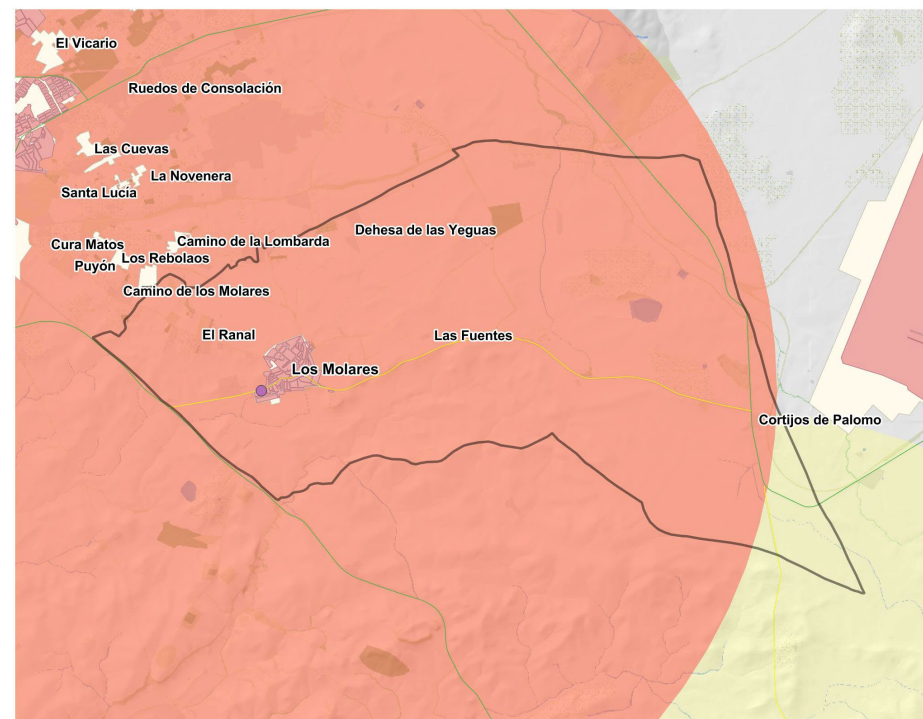 El Vicario
Ruedos de Consolación
Las Cuevas
La Novenera
Santa Lucía
Dehesa de las Yeguas
Cura Matos
Camino de la Lombarda
Los Rebolaos
Puyón
Camino de los Molares
El Ranal
Las Fuentes
Los Molares
Cortijos de Palomo